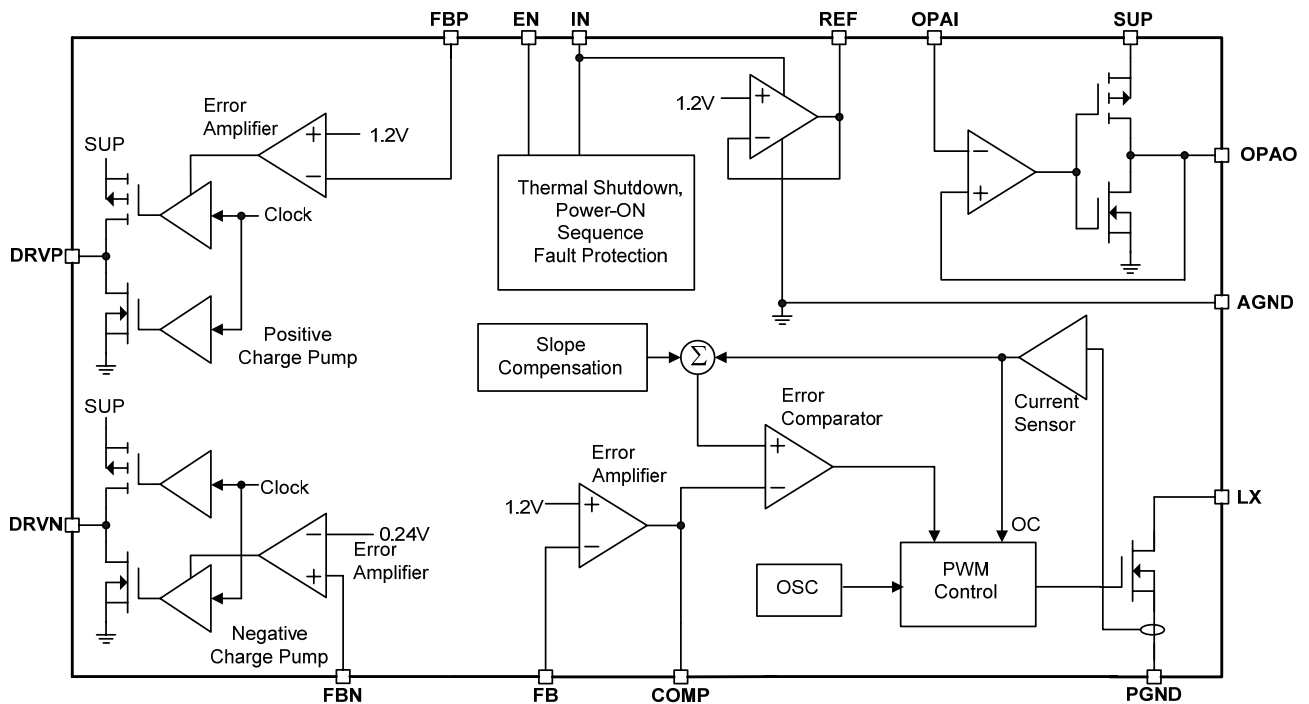 FBP EN IN REF OPAI SUP
Error
Amplifier
1.2V
+
−
SUP
Clock
DRVP
Positive
Charge Pump
Thermal Shutdown,
Power-ON
Sequence
Fault Protection
1.2V
+
−
−
+
OPAO
AGND
Slope
Compensation
Σ
Current
Sensor
Error
Comparator
+
−
SUP
Clock
DRVN
−
0.24V
Error
Amplifier
+
Negative
Charge Pump
Error
Amplifier
1.2V
+
−
LX
OC
OSC
PWM
Control
FBN FB COMP PGND